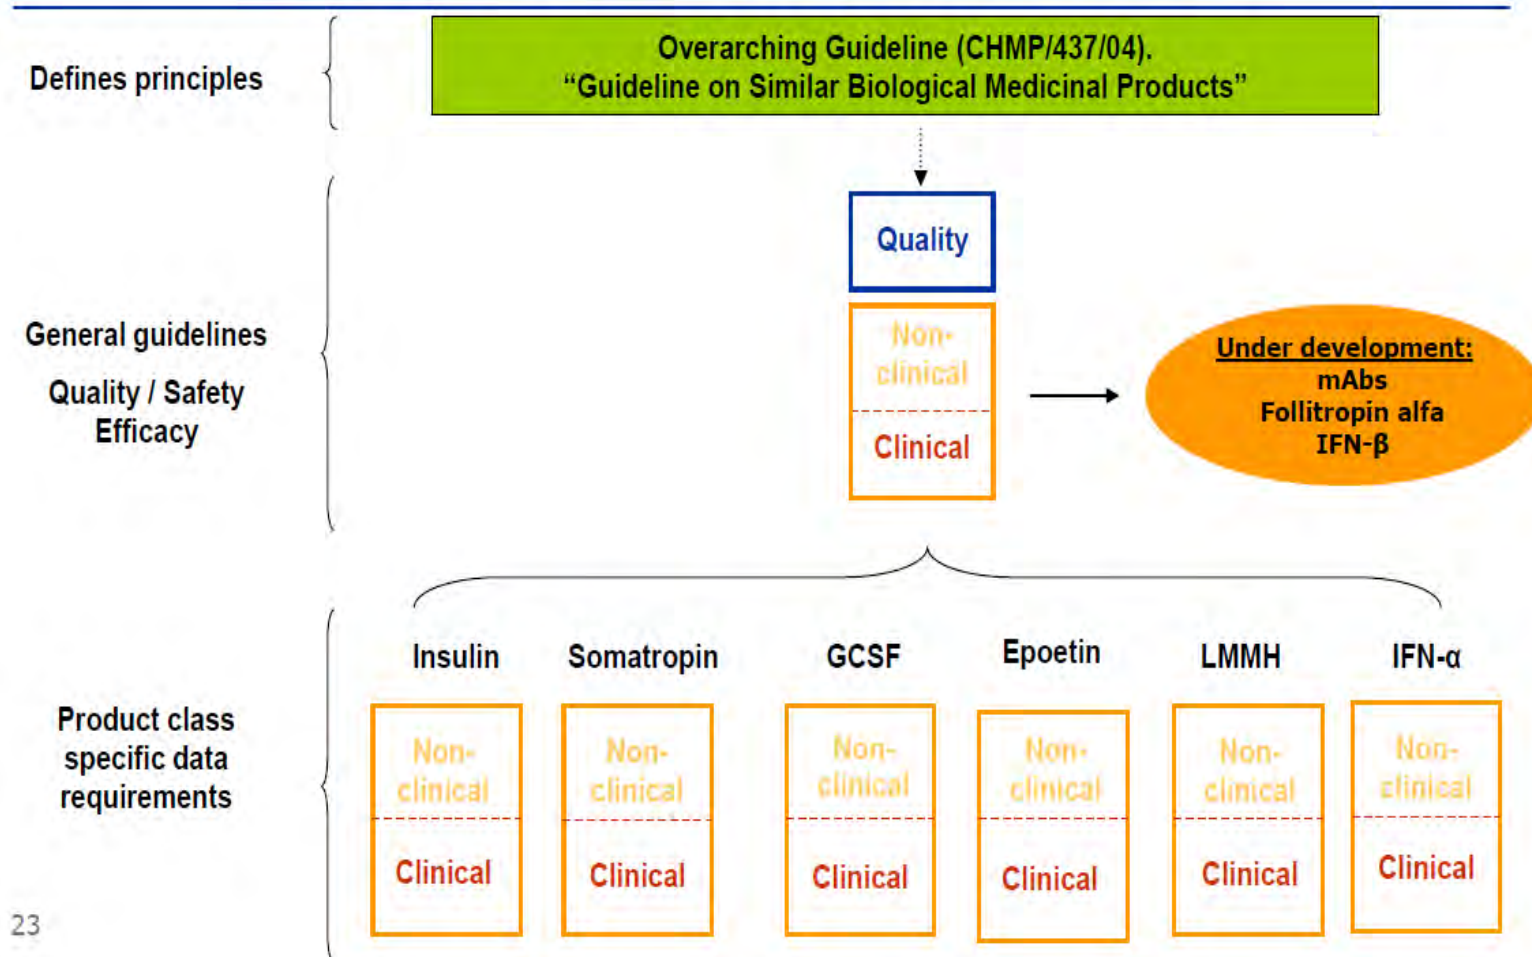 Defines principles
Overarching Guideline (CHMP/437/04).
“Guideline on Similar Biological Medicinal Products”
Quality
General guidelines
Quality / Safety
Efficacy
Non-
clinical
Clinical
Under development:
mAbs
Follitropin alfa
IFN-β
Insulin
Somatropin
GCSF
Epoetin
LMMH
IFN-α
Product class
specific data
requirements
Non-
clinical
Clinical
Non-
clinical
Clinical
Non-
clinical
Clinical
Non-
clinical
Clinical
Non-
clinical
Clinical
Non-
clinical
Clinical
23